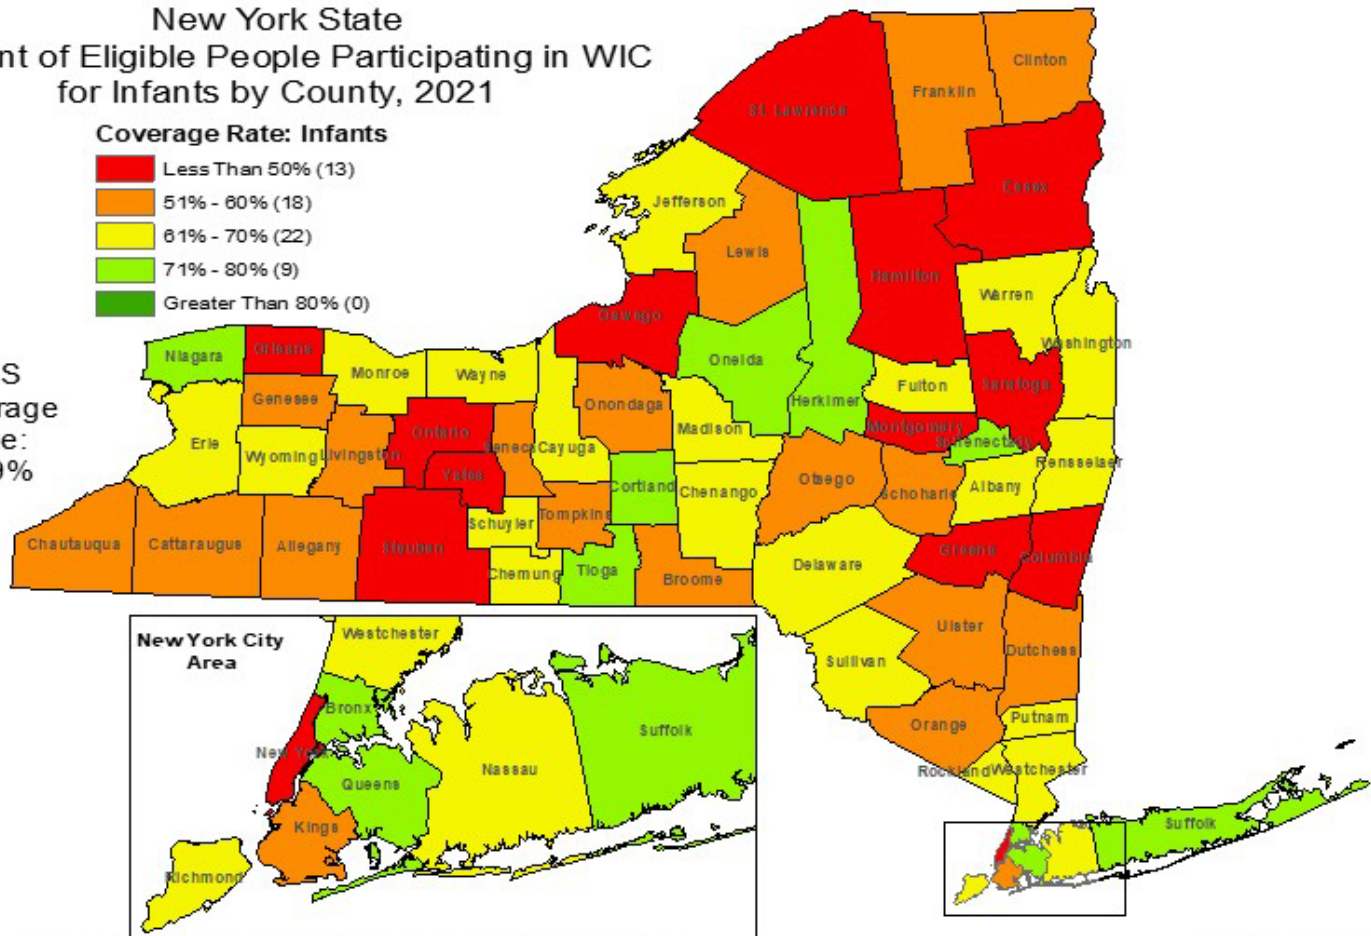 New York State
nt of Eligible People Participating in WIC
for Infants by County, 2021
Coverage Rate: Infants
Less Than 50% (13)
51% - 60% (18)
61% - 70% (22)
71% - 80% (9)
Greater Than 80% (0)
S
rage
e:
9%
Clinton
Franklin
St. Lawrence
Essex
Jefferson
Lewis
Hamilton
Warren
Oswego
Washington
Niagara
Orleans
Oneida
Monroe
Wayne
Fulton
Saratoga
Genesee
Herkimer
Onondaga
Madison
Montgomery
Ontario
Schenectady
Erie
Wyoming
Livingston
Seneca
Cayuga
Rensselaer
Yates
Otsego
Cortland
Chenango
Schoharie
Albany
Tompkins
Schuyler
Chautauqua
Cattaraugus
Allegany
Steuben
Greene
Columbia
Delaware
Chemung
Tioga
Broome
Ulster
Dutchess
Sullivan
Putnam
Orange
Rockland
Westchester
Suffolk
New York City
Area
Westchester
Bronx
New York
Suffolk
Queens
Nassau
Kings
Richmond